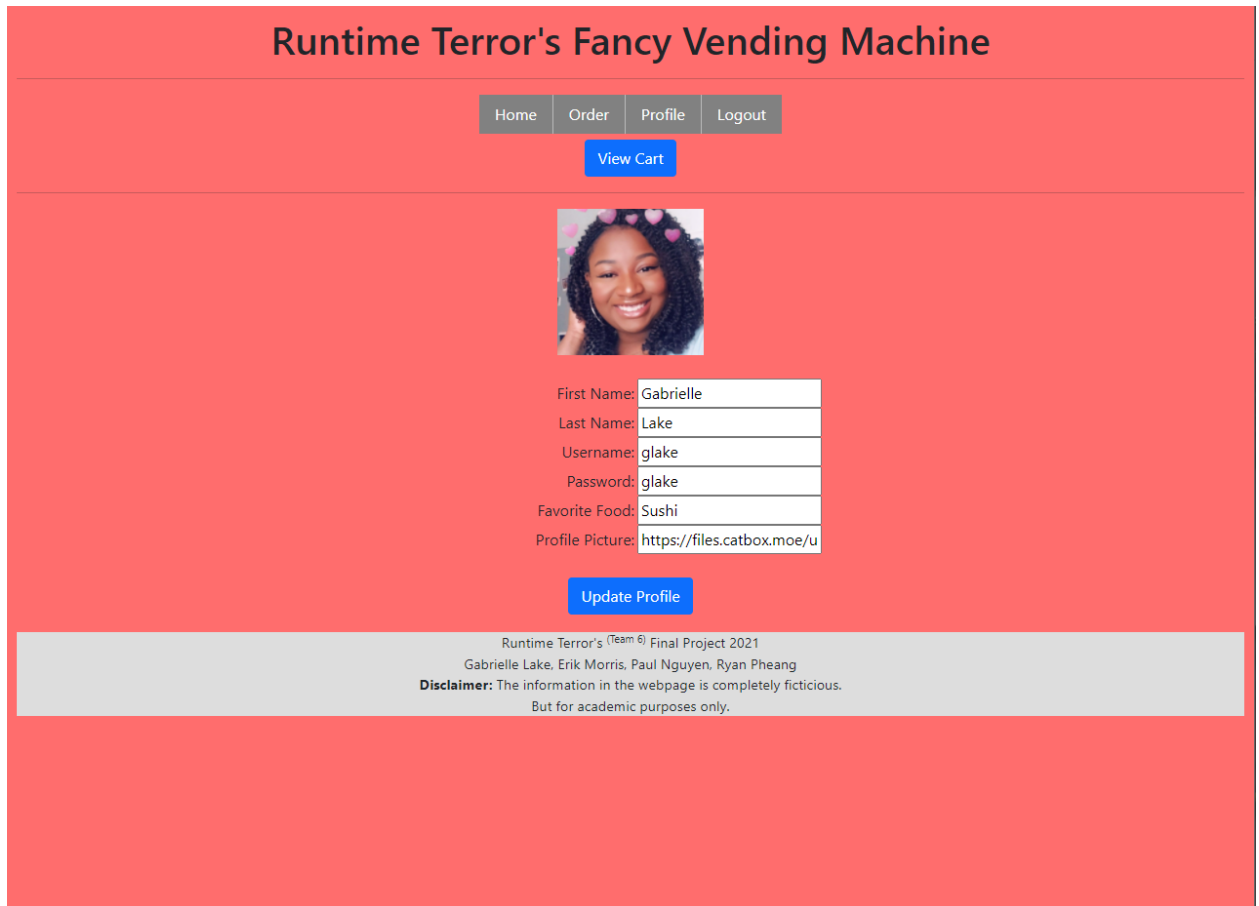 Runtime Terror's Fancy Vending Machine
Home Order Profile Logout
View Cart
First Name: Gabrielle
Last Name: Lake
Username: glake
Password: glake
Favorite Food: Sushi
Profile Picture: https://files.catbox.moe/u
Update Profile
Runtime Terror's (Team 6) Final Project 2021
Gabrielle Lake, Erik Morris, Paul Nguyen, Ryan Pheang
Disclaimer: The information in the webpage is completely ficticious.
But for academic purposes only.